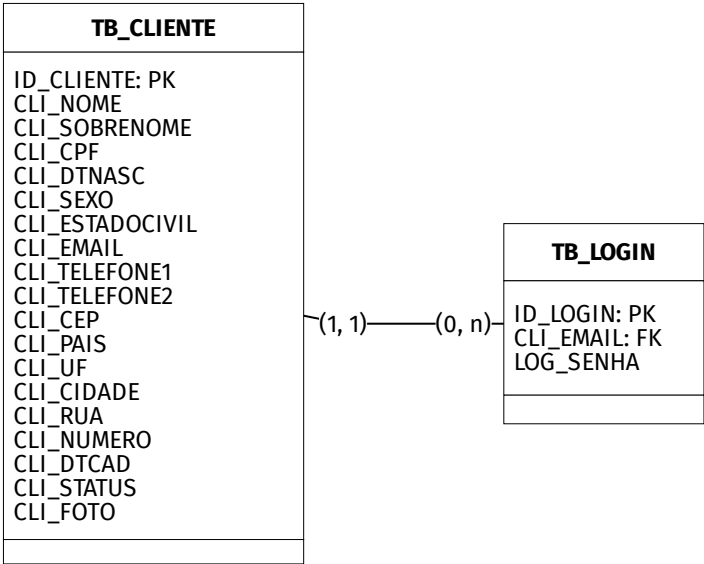 TB_CLIENTE
ID_CLIENTE: PK
CLI_NOME
CLI_SOBRENOME
CLI_CPF
CLI_DTNASC
CLI_SEXO
CLI_ESTADOCIVIL
CLI_EMAIL
CLI_TELEFONE1
CLI_TELEFONE2
CLI_CEP
CLI_PAIS
CLI_UF
CLI_CIDADE
CLI_RUA
CLI_NUMERO
CLI_DTCAD
CLI_STATUS
CLI_FOTO
(1, 1)
(0, n)
TB_LOGIN
ID_LOGIN: PK
CLI_EMAIL: FK
LOG_SENHA